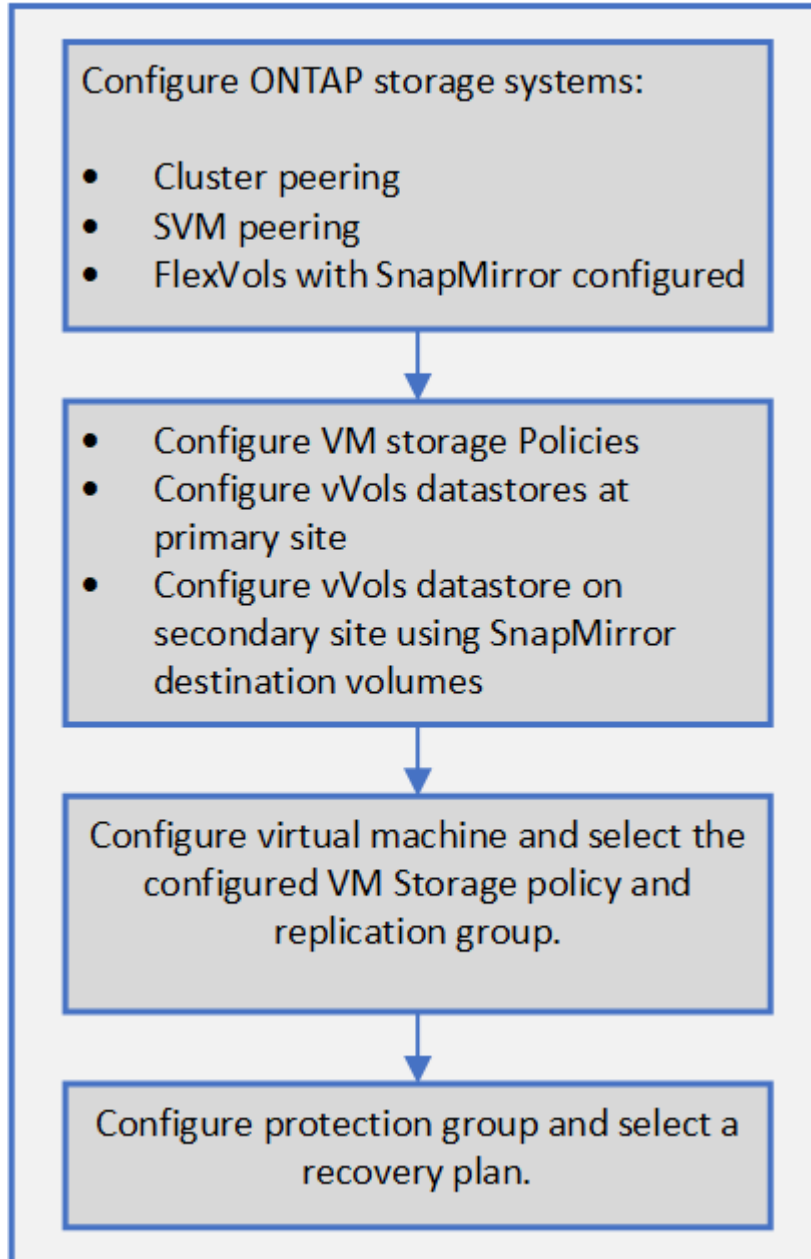 Configure ONTAP storage systems:
• Cluster peering
• SVM peering
• FlexVols with SnapMirror configured
• Configure VM storage Policies
• Configure vVols datastores at
primary site
• Configure vVols datastore on
secondary site using SnapMirror
destination volumes
Configure virtual machine and select the
configured VM Storage policy and
replication group.
Configure protection group and select a
recovery plan.